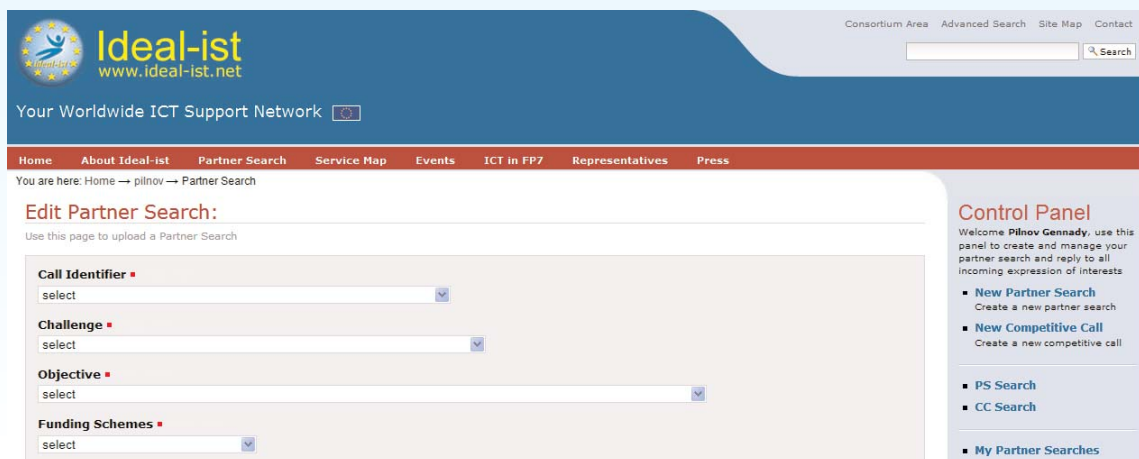 Consortium Area Advanced Search Site Map Contact
Ideal-ist
www.ideal-ist.net
Search
Your Worldwide ICT Support Network
Home About Ideal-ist Partner Search Service Map Events ICT in FP7 Representatives Press
You are here: Home → pilnov → Partner Search
Edit Partner Search:
Use this page to upload a Partner Search
Call Identifier
select
Challenge
select
Objective
select
Funding Schemes
select
Control Panel
Welcome Pilnov Gennady, use this
panel to create and manage your
partner search and reply to all
incoming expression of interests
New Partner Search
Create a new partner search
New Competitive Call
Create a new competitive call
PS Search
CC Search
My Partner Searches